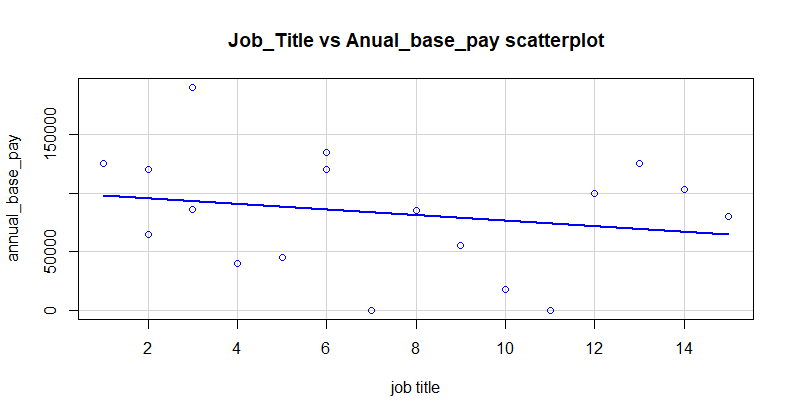 Job_Title vs Anual_base_pay scatterplot
annual_base_pay
150000
50000
0
2 4 6 8 10 12 14
job title